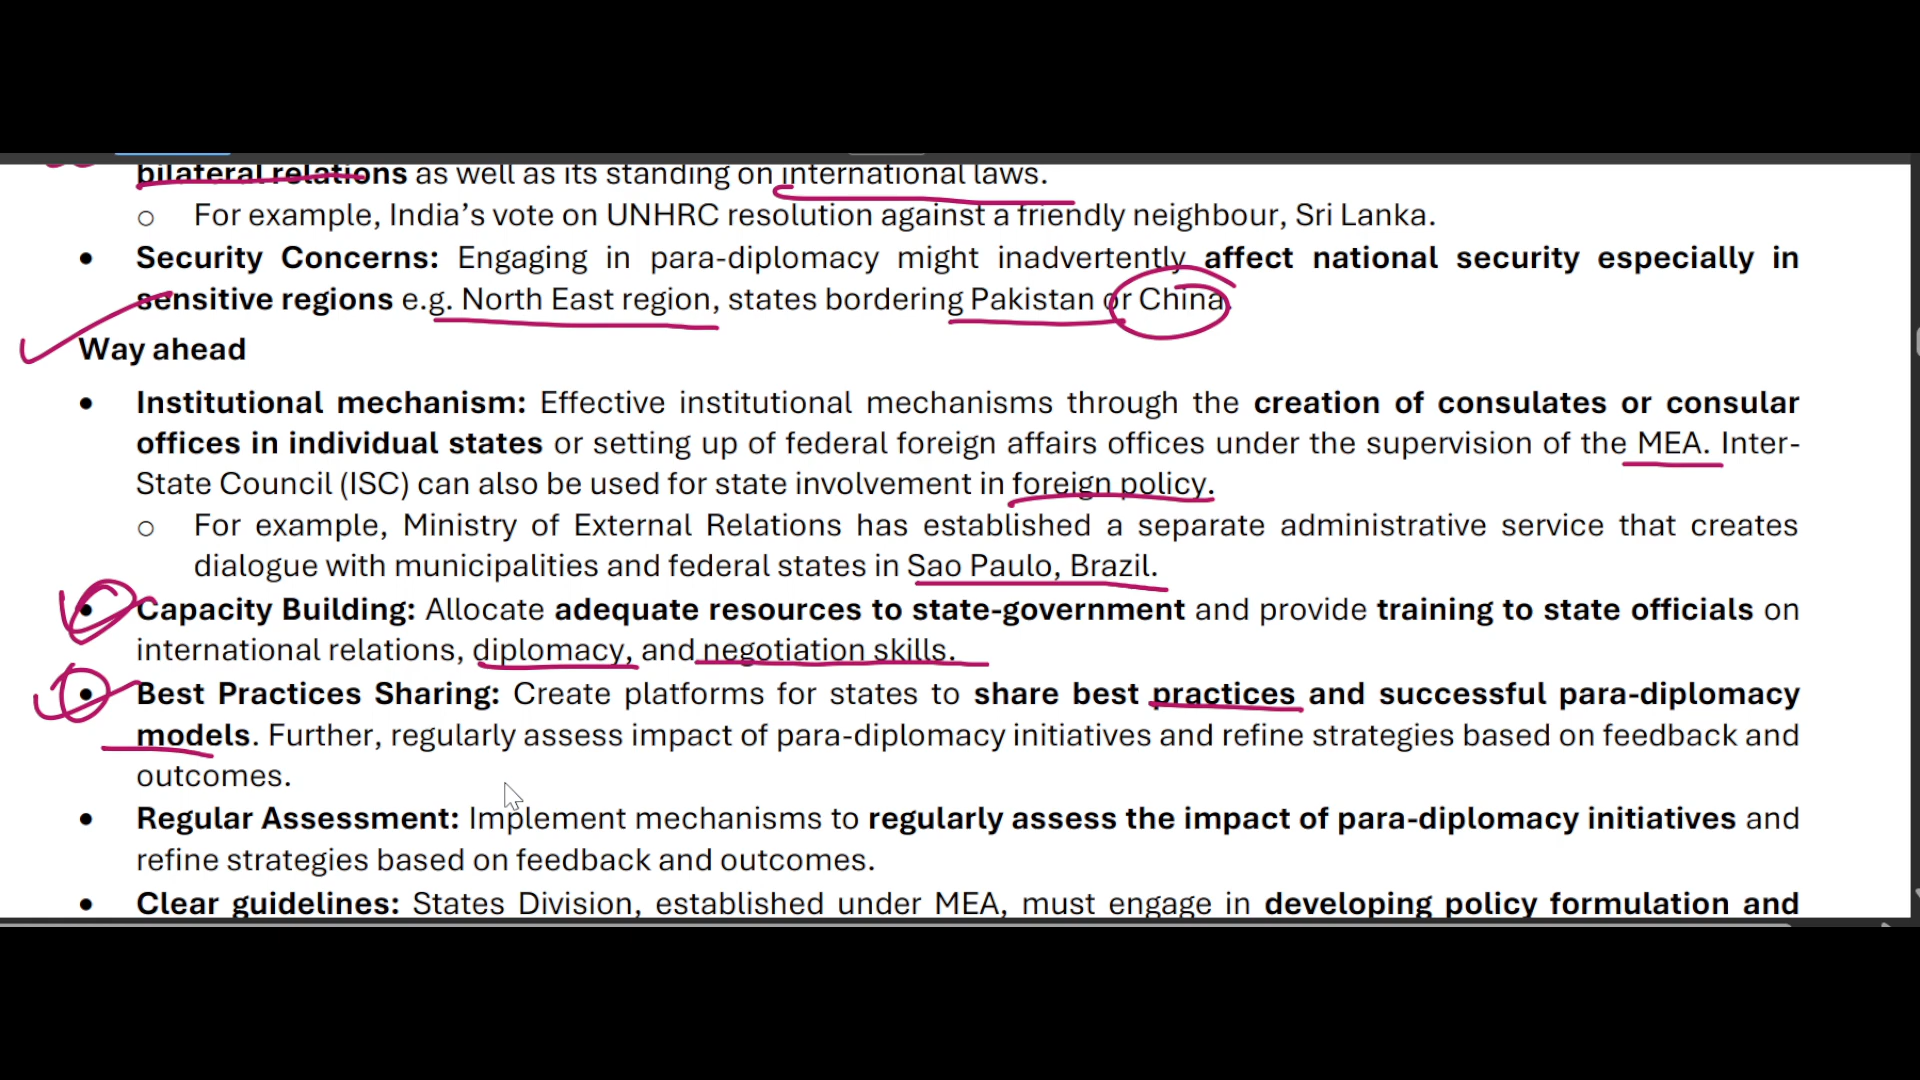 bilateral relations as well as its standing on international laws.
○ For example, India’s vote on UNHRC resolution against a friendly neighbour, Sri Lanka.
• Security Concerns: Engaging in para-diplomacy might inadvertently affect national security especially in
sensitive regions e.g. North East region, states bordering Pakistan or China.
Way ahead
• Institutional mechanism: Effective institutional mechanisms through the creation of consulates or consular
offices in individual states or setting up of federal foreign affairs offices under the supervision of the MEA. Inter-
State Council (ISC) can also be used for state involvement in foreign policy.
○ For example, Ministry of External Relations has established a separate administrative service that creates
dialogue with municipalities and federal states in Sao Paulo, Brazil.
• Capacity Building: Allocate adequate resources to state-government and provide training to state officials on
international relations, diplomacy, and negotiation skills.
• Best Practices Sharing: Create platforms for states to share best practices and successful para-diplomacy
models. Further, regularly assess impact of para-diplomacy initiatives and refine strategies based on feedback and
outcomes.
• Regular Assessment: Implement mechanisms to regularly assess the impact of para-diplomacy initiatives and
refine strategies based on feedback and outcomes.
• Clear guidelines: States Division, established under MEA, must engage in developing policy formulation and